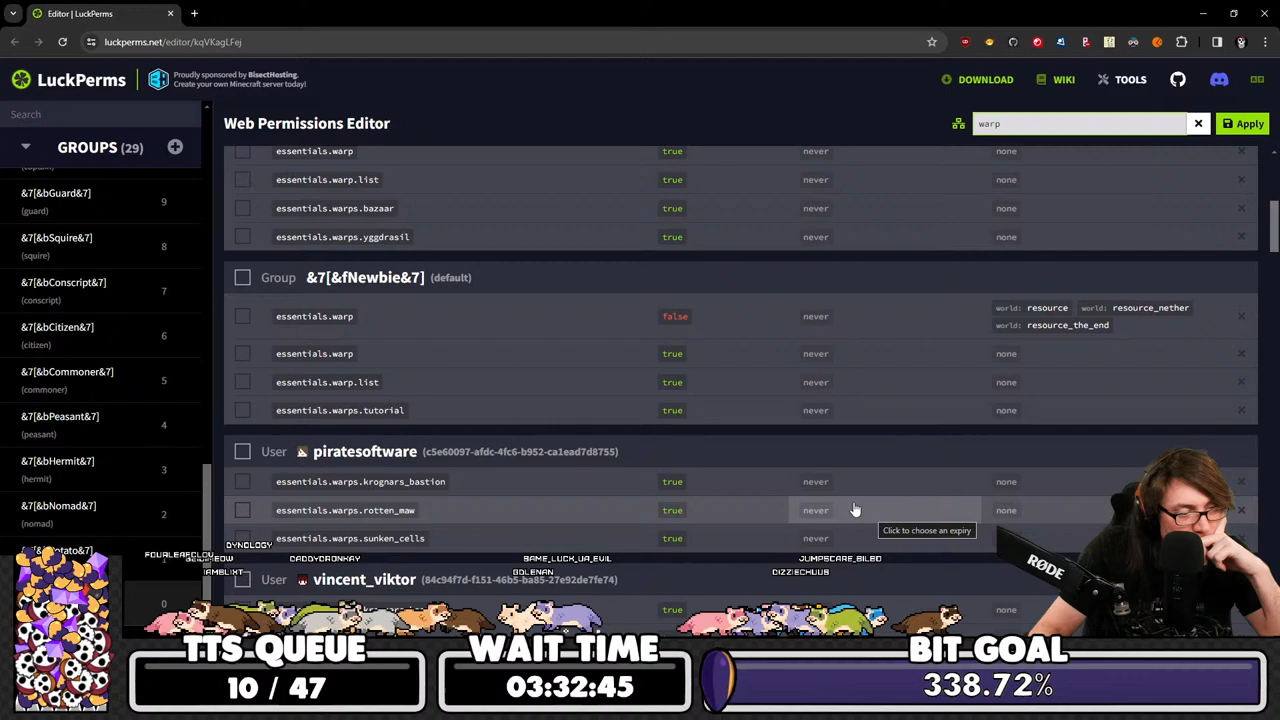 Editor | LuckPerms
luckperms.net/editor/kqVKagLFej
LuckPerms
Proudly sponsored by BisectHosting.
Create your own Minecraft server today!
DOWNLOAD
WIKI
TOOLS
Search
GROUPS (29)
&7[&bGuard&7]
(guard)
9
&7[&bSquire&7]
(squire)
8
&7[&bConscript&7]
(conscript)
7
&7[&bCitizen&7]
(citizen)
6
&7[&bCommoner&7]
(commoner)
5
&7[&bPeasant&7]
(peasant)
4
&7[&bHermit&7]
(hermit)
3
&7[&bNomad&7]
(nomad)
2
0
Web Permissions Editor
warp
Apply
essentials.warp true never none
essentials.warp.list true never none
essentials.warps.bazaar true never none
essentials.warps.yggdrasil true never none
Group &7[&fNewbie&7] (default)
essentials.warp false never world: resource world: resource_nether
world: resource_the_end
essentials.warp true never none
essentials.warp.list true never none
essentials.warps.tutorial true never none
User piratesoftware (c5e60097-afdc-4fc6-b952-ca1ead7d8755)
essentials.warps.krognars_bastion true never none
essentials.warps.rotten_maw true never none
Click to choose an expiry
essentials.warps.sunken_cells true never
User vincent_viktor (84c94f7d-f151-46b5-ba85-27e92de7fe74)
true never none
DYNOLOGY
DADDYDRONKAY
SAME_LUCK_UR_EVIL
JUMPSCARE_BILBO
IAMBLIXT
GOLENAN
DIZZIECHUUB
RØDE
TTS QUEUE
10 / 47
WAIT TIME
03:32:45
BIT GOAL
338.72%